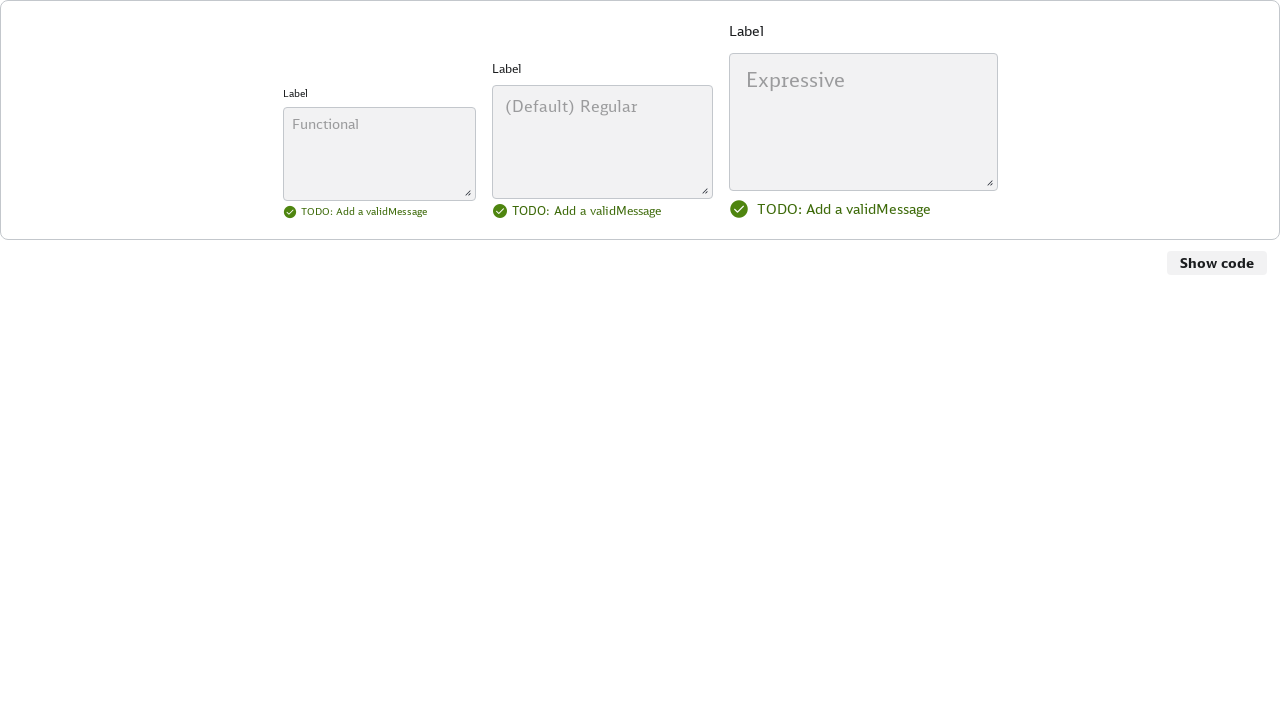 Label
Functional
TODO: Add a validMessage
Label
(Default) Regular
TODO: Add a validMessage
Label
Expressive
TODO: Add a validMessage
Show code